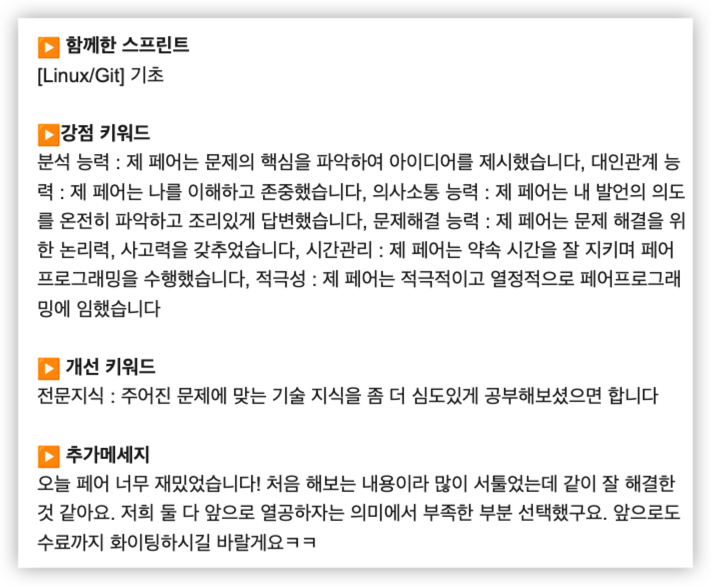 ▶️ 함께한 스프린트
[Linux/Git] 기초
▶️강점 키워드
분석 능력 : 제 페어는 문제의 핵심을 파악하여 아이디어를 제시했습니다, 대인관계 능
력 : 제 페어는 나를 이해하고 존중했습니다, 의사소통 능력 : 제 페어는 내 발언의 의도
를 온전히 파악하고 조리있게 답변했습니다, 문제해결 능력 : 제 페어는 문제 해결을 위
한 논리력, 사고력을 갖추었습니다, 시간관리 : 제 페어는 약속 시간을 잘 지키며 페어
프로그래밍을 수행했습니다, 적극성 : 제 페어는 적극적이고 열정적으로 페어프로그래
밍에 임했습니다
▶️ 개선 키워드
전문지식 : 주어진 문제에 맞는 기술 지식을 좀 더 심도있게 공부해보셨으면 합니다
▶️ 추가메세지
오늘 페어 너무 재밌었습니다! 처음 해보는 내용이라 많이 서툴었는데 같이 잘 해결한
것 같아요. 저희 둘 다 앞으로 열공하자는 의미에서 부족한 부분 선택했구요. 앞으로도
수료까지 화이팅하시길 바랄게요ㅋㅋ